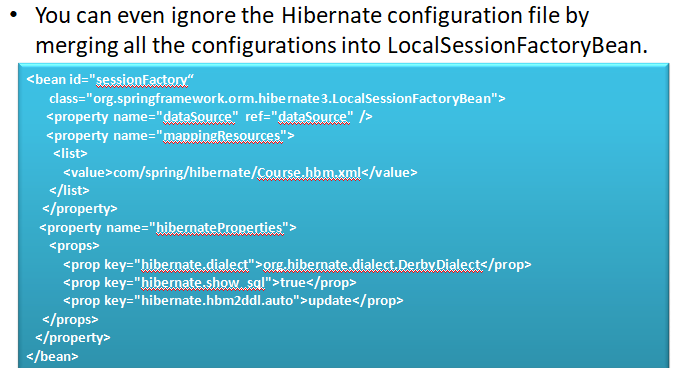 • You can even ignore the Hibernate configuration file by
merging all the configurations into LocalSessionFactoryBean.
<bean id="sessionFactory“
class="org.springframework.orm.hibernate3.LocalSessionFactoryBean">
<property name="dataSource" ref="dataSource" />
<property name="mappingResources">
<list>
<value>com/spring/hibernate/Course.hbm.xml</value>
</list>
</property>
<property name="hibernateProperties">
<props>
<prop key="hibernate.dialect">org.hibernate.dialect.DerbyDialect</prop>
<prop key="hibernate.show_sql">true</prop>
<prop key="hibernate.hbm2ddl.auto">update</prop>
</props>
</property>
</bean>